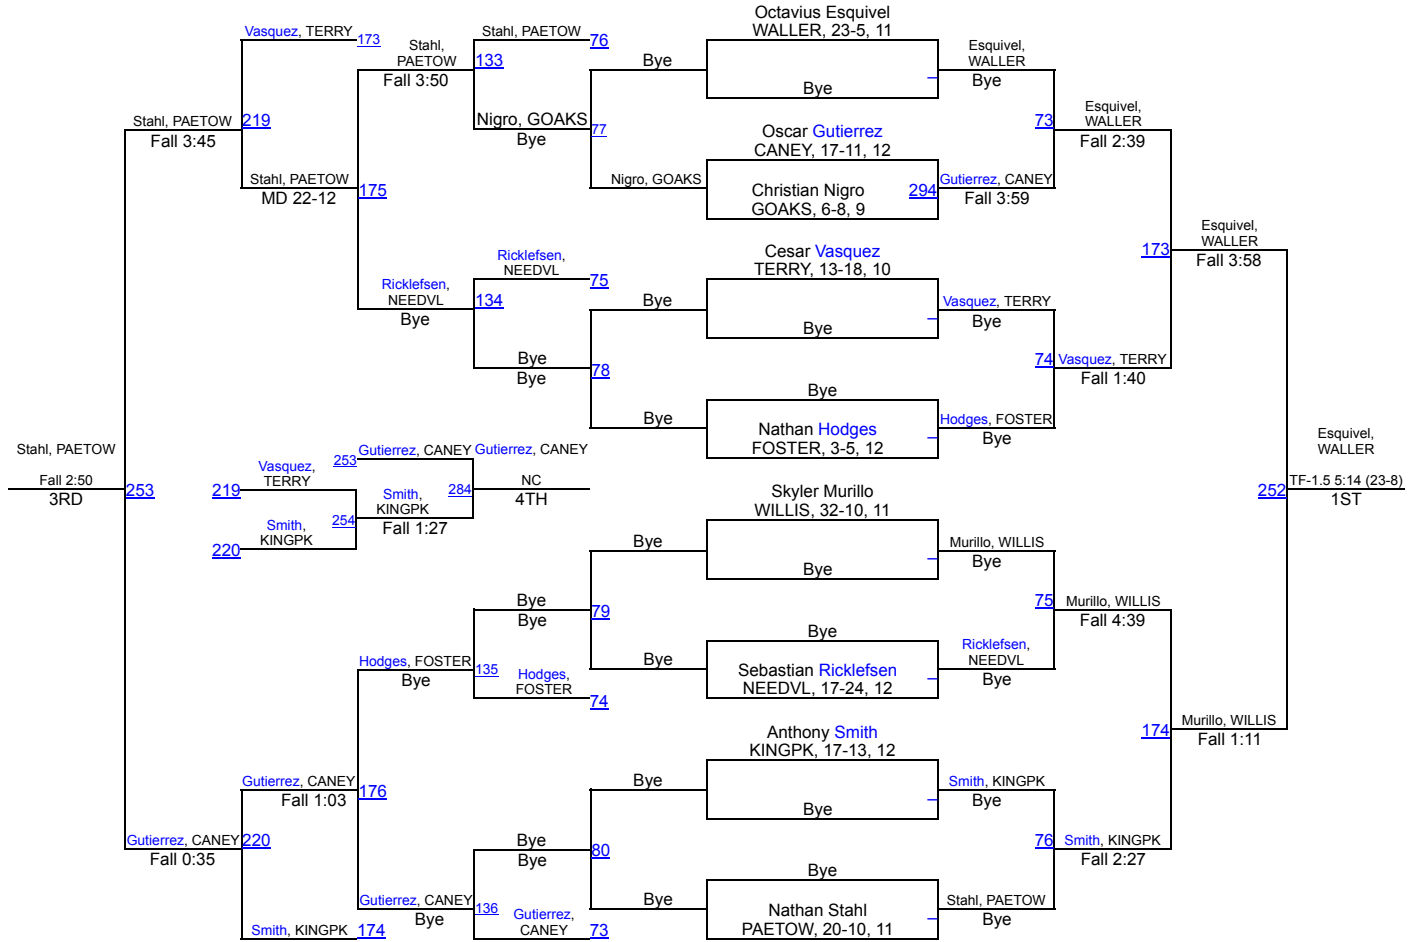 Octavius Esquivel
WALLER, 23-5, 11
Vasquez, TERRY
173
Stahl, PAETOW
76
Stahl,
PAETOW
Fall 3:50
133
Bye
Bye
Esquivel,
WALLER
Bye
Stahl, PAETOW
Fall 3:45
219
Nigro, GOAKS
Bye
77
Oscar Gutierrez
CANEY, 17-11, 12
73
Esquivel,
WALLER
Fall 2:39
Stahl, PAETOW
MD 22-12
175
Nigro, GOAKS
Christian Nigro
GOAKS, 6-8, 9
294
Gutierrez, CANEY
Fall 3:59
Ricklefsen,
NEEDVL
75
Cesar Vasquez
TERRY, 13-18, 10
173
Esquivel,
WALLER
Fall 3:58
Ricklefsen,
NEEDVL
Bye
134
Bye
Bye
Vasquez, TERRY
Bye
Bye
Bye
78
74
Vasquez, TERRY
Fall 1:40
Bye
Bye
Nathan Hodges
FOSTER, 3-5, 12
Hodges, FOSTER
Bye
Stahl, PAETOW
Fall 2:50
3RD
253
253
Gutierrez, CANEY
Gutierrez, CANEY
Vasquez,
TERRY
219
254
Smith,
KINGPK
Fall 1:27
284
NC
4TH
Smith,
KINGPK
220
Esquivel,
WALLER
252
TF-1.5 5:14 (23-8)
1ST
Skyler Murillo
WILLIS, 32-10, 11
Bye
Bye
Murillo, WILLIS
Bye
Bye
Bye
79
75
Murillo, WILLIS
Fall 4:39
Hodges, FOSTER
Bye
135
Hodges,
FOSTER
74
Bye
Bye
Sebastian Ricklefsen
NEEDVL, 17-24, 12
Ricklefsen,
NEEDVL
Bye
Anthony Smith
KINGPK, 17-13, 12
174
Murillo, WILLIS
Fall 1:11
Gutierrez, CANEY
Fall 1:03
176
Bye
Bye
Smith, KINGPK
Bye
Gutierrez, CANEY
Fall 0:35
220
Bye
Bye
80
76
Smith, KINGPK
Fall 2:27
Gutierrez, CANEY
Bye
136
Gutierrez,
CANEY
73
Bye
Bye
Nathan Stahl
PAETOW, 20-10, 11
Stahl, PAETOW
Bye
Smith, KINGPK
174